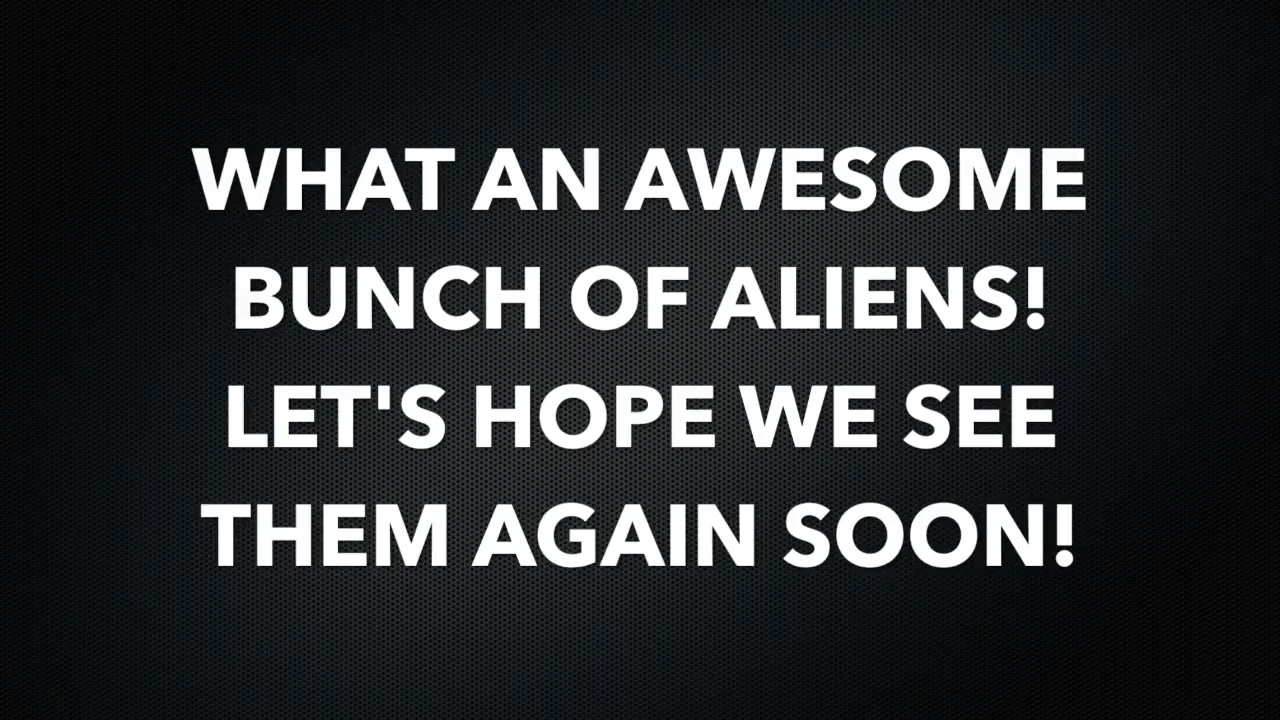 WHAT AN AWESOME
BUNCH OF ALIENS!
LET'S HOPE WE SEE
THEM AGAIN SOON!